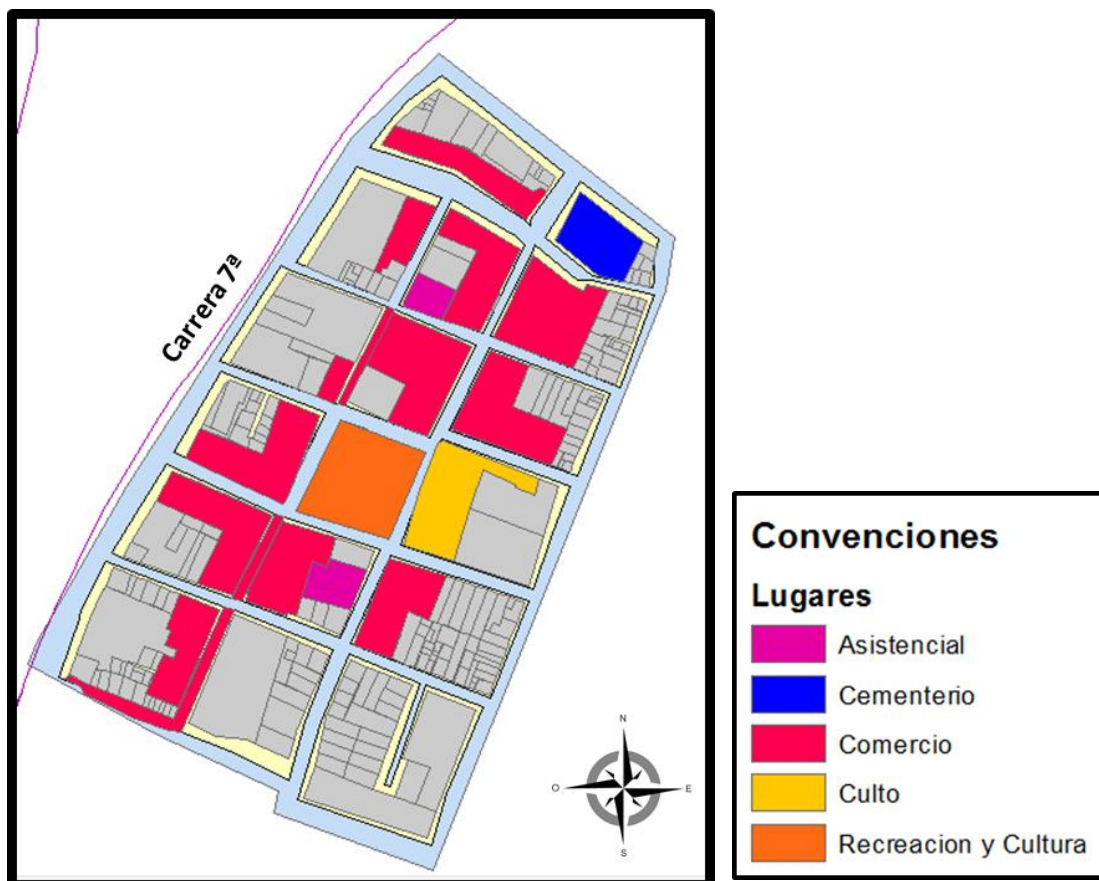 Carrera 7ª
N
O
E
S
Convenciones
Lugares
Asistencial
Cementerio
Comercio
Culto
Recreacion y Cultura